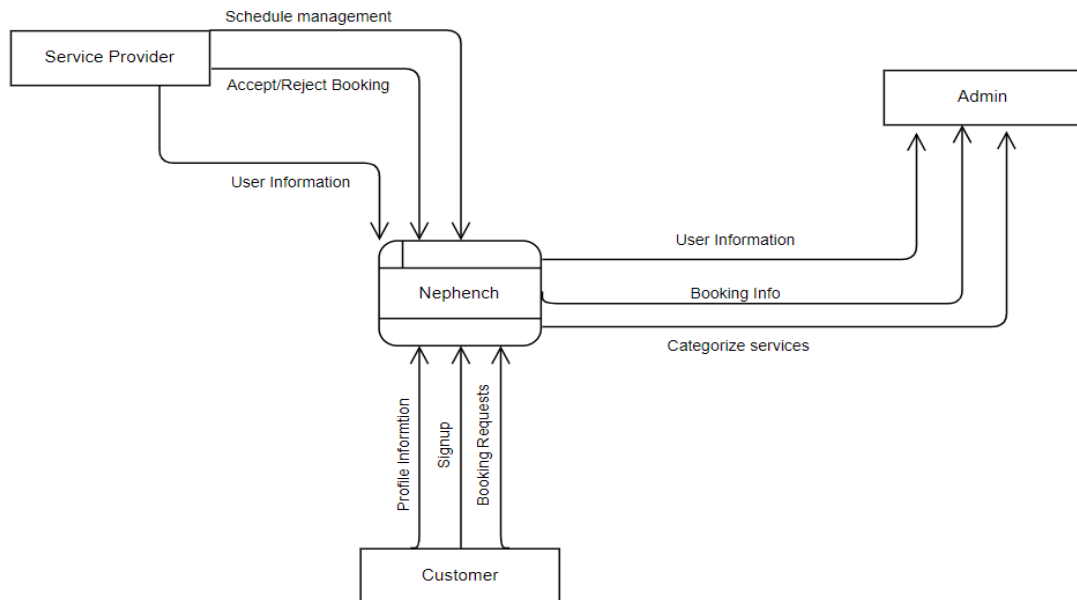 Schedule management
Service Provider
Accept/Reject Booking
Admin
User Information
User Information
Nephench
Booking Info
Categorize services
Profile Informtion
Signup
Booking Requests
Customer